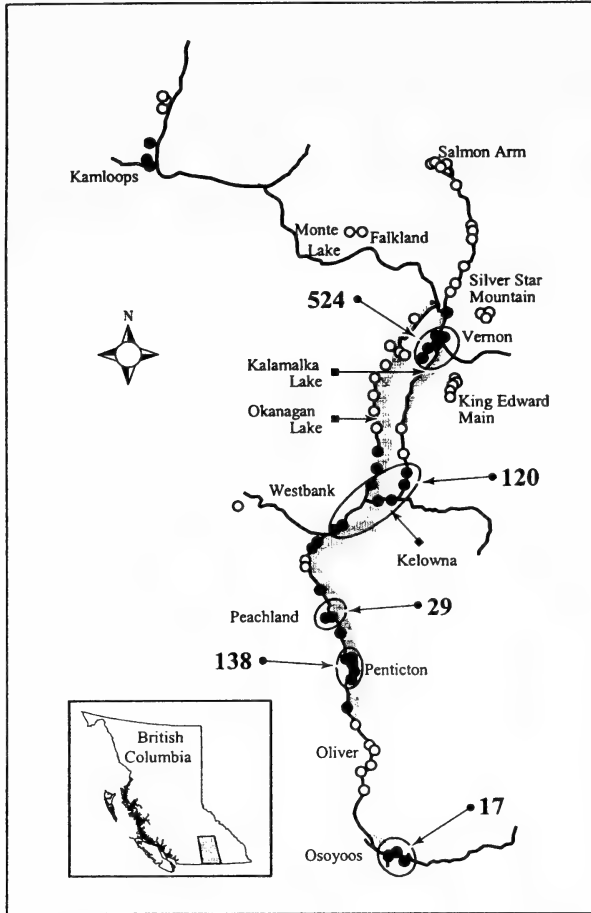 Salmon Arm
Kamloops
Monte
Lake
Falkland
Silver Star
Mountain
524
N
Vernon
Kalamalka
Lake
King Edward
Main
Okanagan
Lake
Westbank
120
Kelowna
29
Peachland
138
Penticton
British
Columbia
Oliver
17
Osoyoos